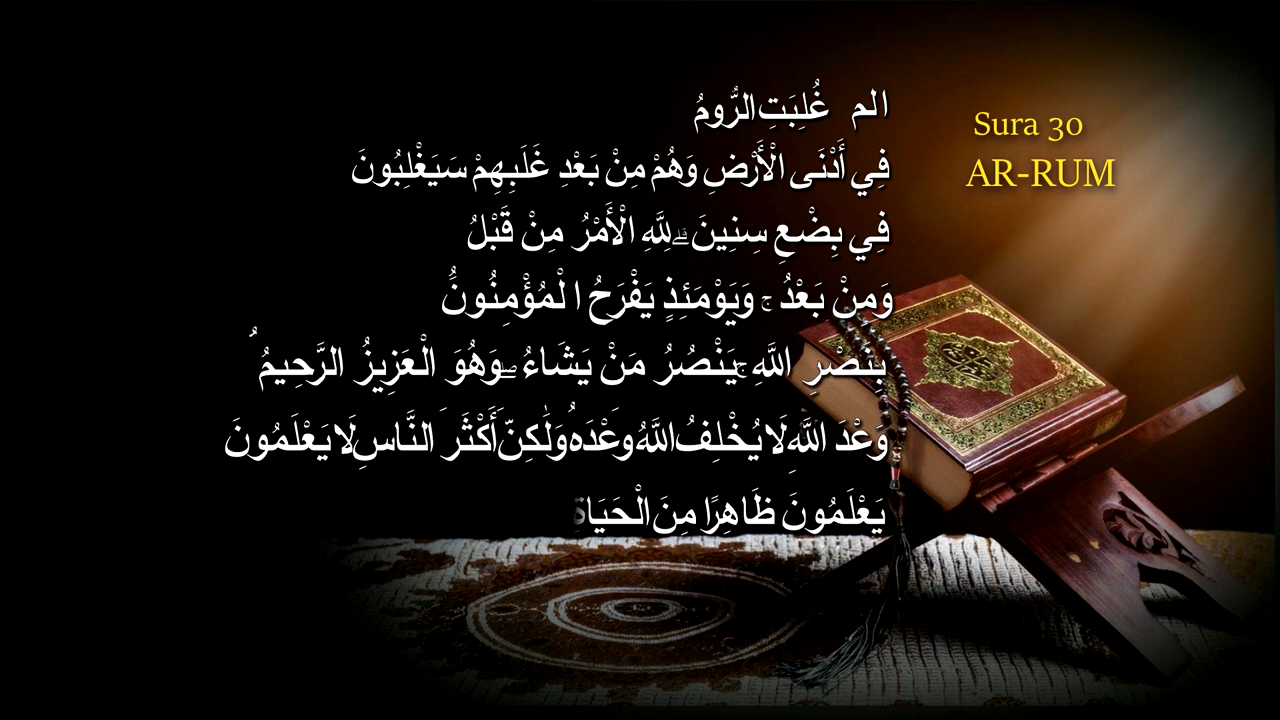 Sura 30
AR-RUM
الم غُلِبَتِ الرُّومُ
فِي أَدْنَى الْأَرْضِ وَهُمْ مِنْ بَعْدِ غَلَبِهِمْ سَيَغْلِبُونَ
فِي بِضْعِ سِنِينَ ۗ لِلَّهِ الْأَمْرُ مِنْ قَبْلُ
وَمِنْ بَعْدُ ۚ وَيَوْمَئِذٍ يَفْرَحُ الْمُؤْمِنُونَ
بِنَصْرِ اللَّهِ ۚ يَنْصُرُ مَنْ يَشَاءُ ۖ وَهُوَ الْعَزِيزُ الرَّحِيمُ
وَعْدَ اللَّهِ لَا يُخْلِفُ اللَّهُ وَعْدَهُ وَلَٰكِنَّ أَكْثَرَ النَّاسِ لَا يَعْلَمُونَ
يَعْلَمُونَ ظَاهِرًا مِنَ الْحَيَاةِ